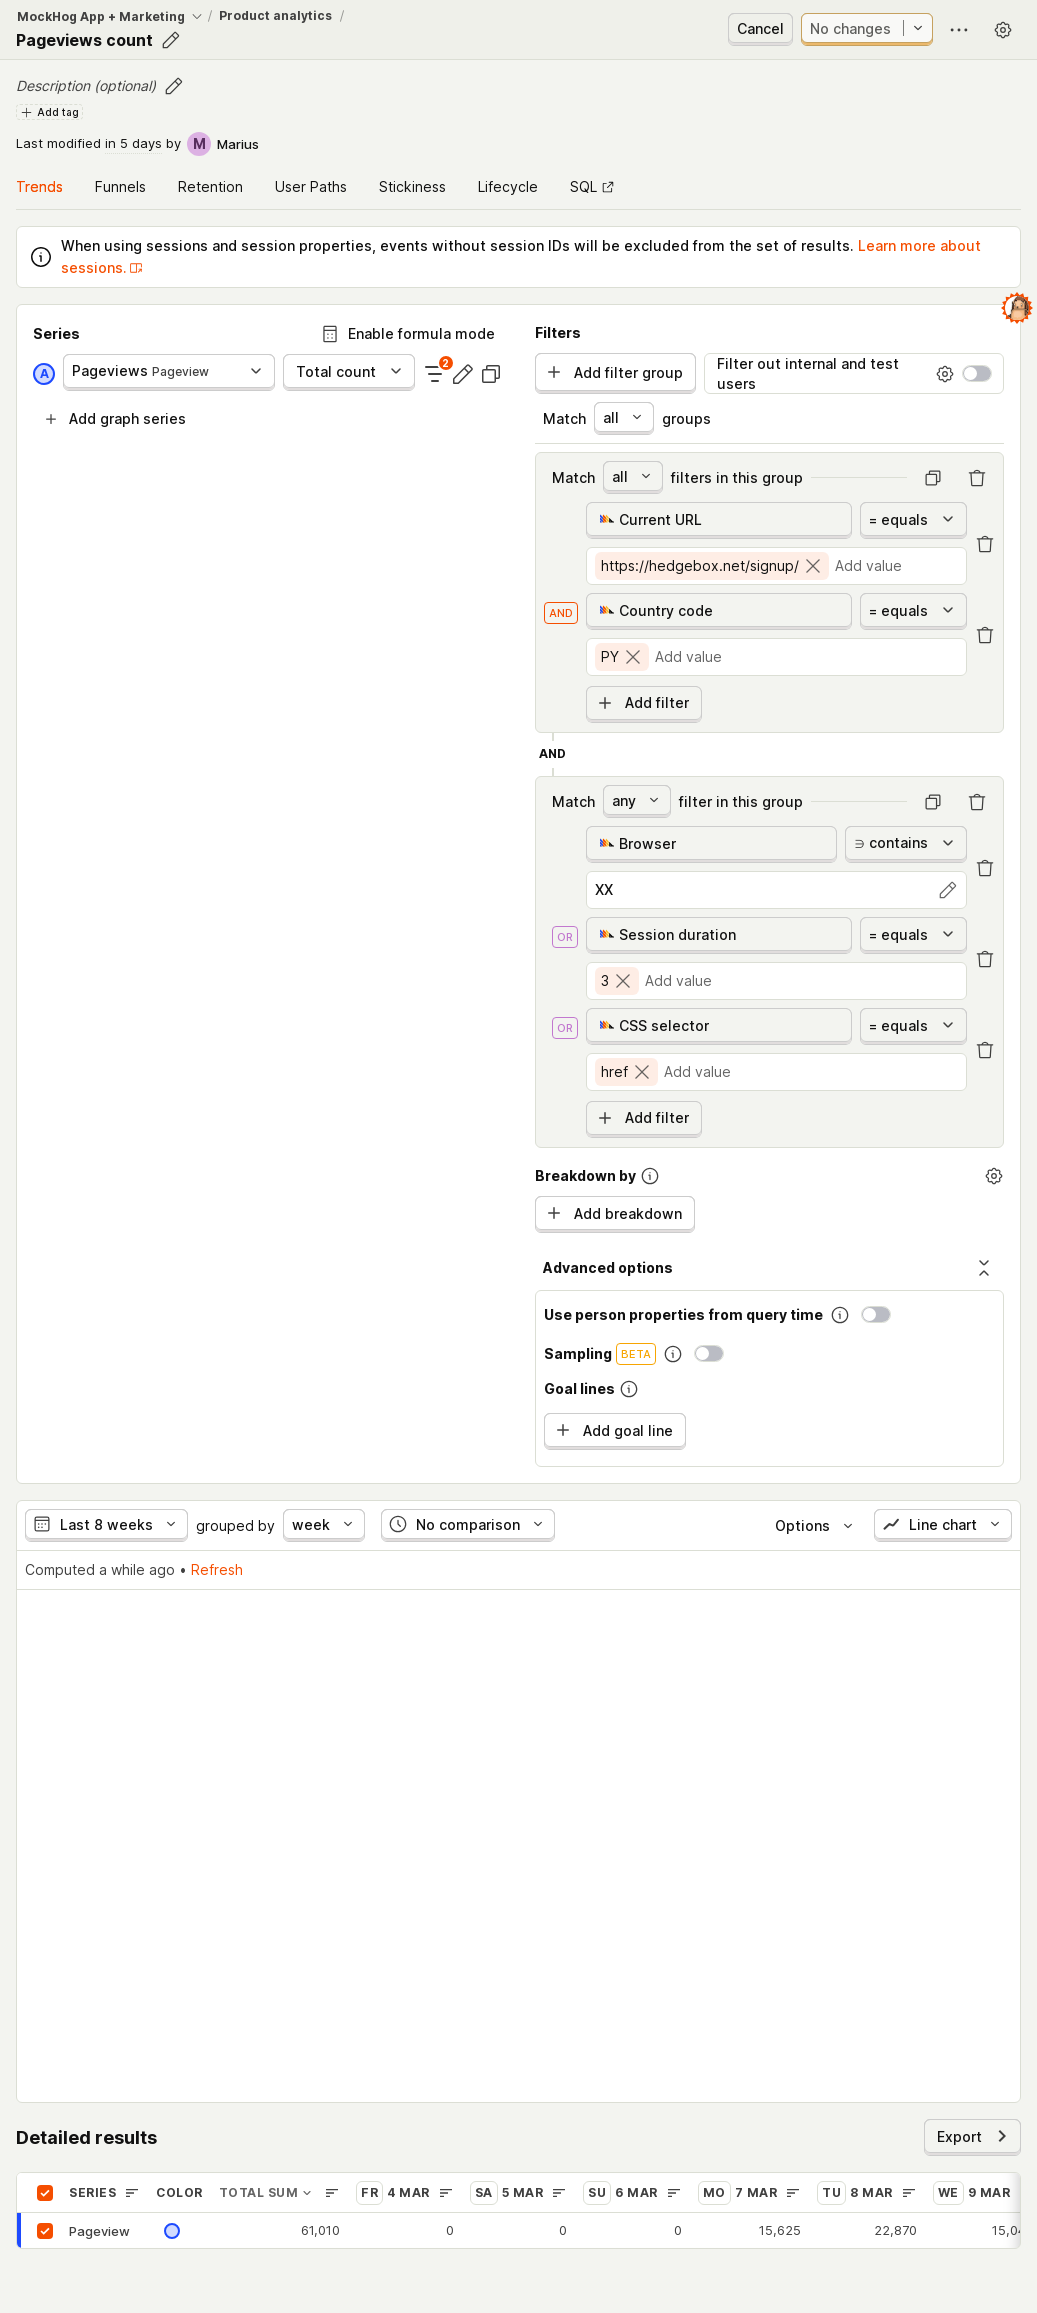 MockHog App + Marketing / Product analytics /
Pageviews count
Cancel
No changes
Description (optional)
Add tag
Last modified in 5 days by M Marius
Trends Funnels Retention User Paths Stickiness Lifecycle SQL
When using sessions and session properties, events without session IDs will be excluded from the set of results. Learn more about
sessions.
Series
Enable formula mode
A Pageviews Pageview
Total count
2
Add graph series
Filters
Add filter group
Filter out internal and test
users
Match all groups
Match all filters in this group
Current URL
= equals
https://hedgebox.net/signup/ Add value
AND
Country code
= equals
PY Add value
Add filter
AND
Match any filter in this group
Browser
∋ contains
XX
OR
Session duration
= equals
3 Add value
OR
CSS selector
= equals
href Add value
Add filter
Breakdown by
Add breakdown
Advanced options
Use person properties from query time
Sampling BETA
Goal lines
Add goal line
Last 8 weeks grouped by week No comparison Options Line chart
Computed a while ago • Refresh
Detailed results
Export
SERIES COLOR TOTAL SUM FR 4 MAR SA 5 MAR SU 6 MAR MO 7 MAR TU 8 MAR WE 9 MAR
Pageview 61,010 0 0 0 15,625 22,870